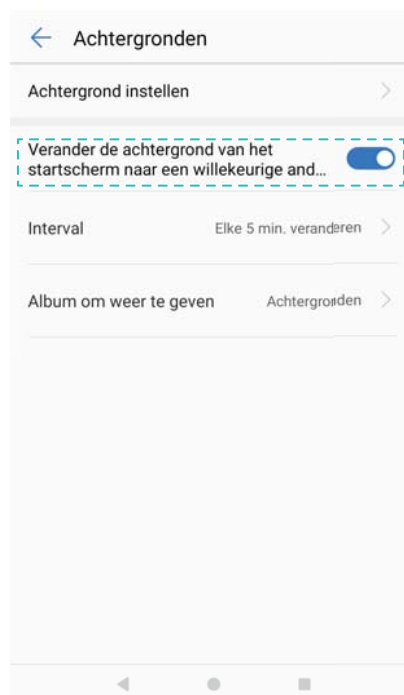 Achtergronden
Achtergrond instellen
Verander de achtergrond van het
startscherm naar een willekeurige and...
Interval Elke 5 min. veranderen
Album om weer te geven Achtergronden